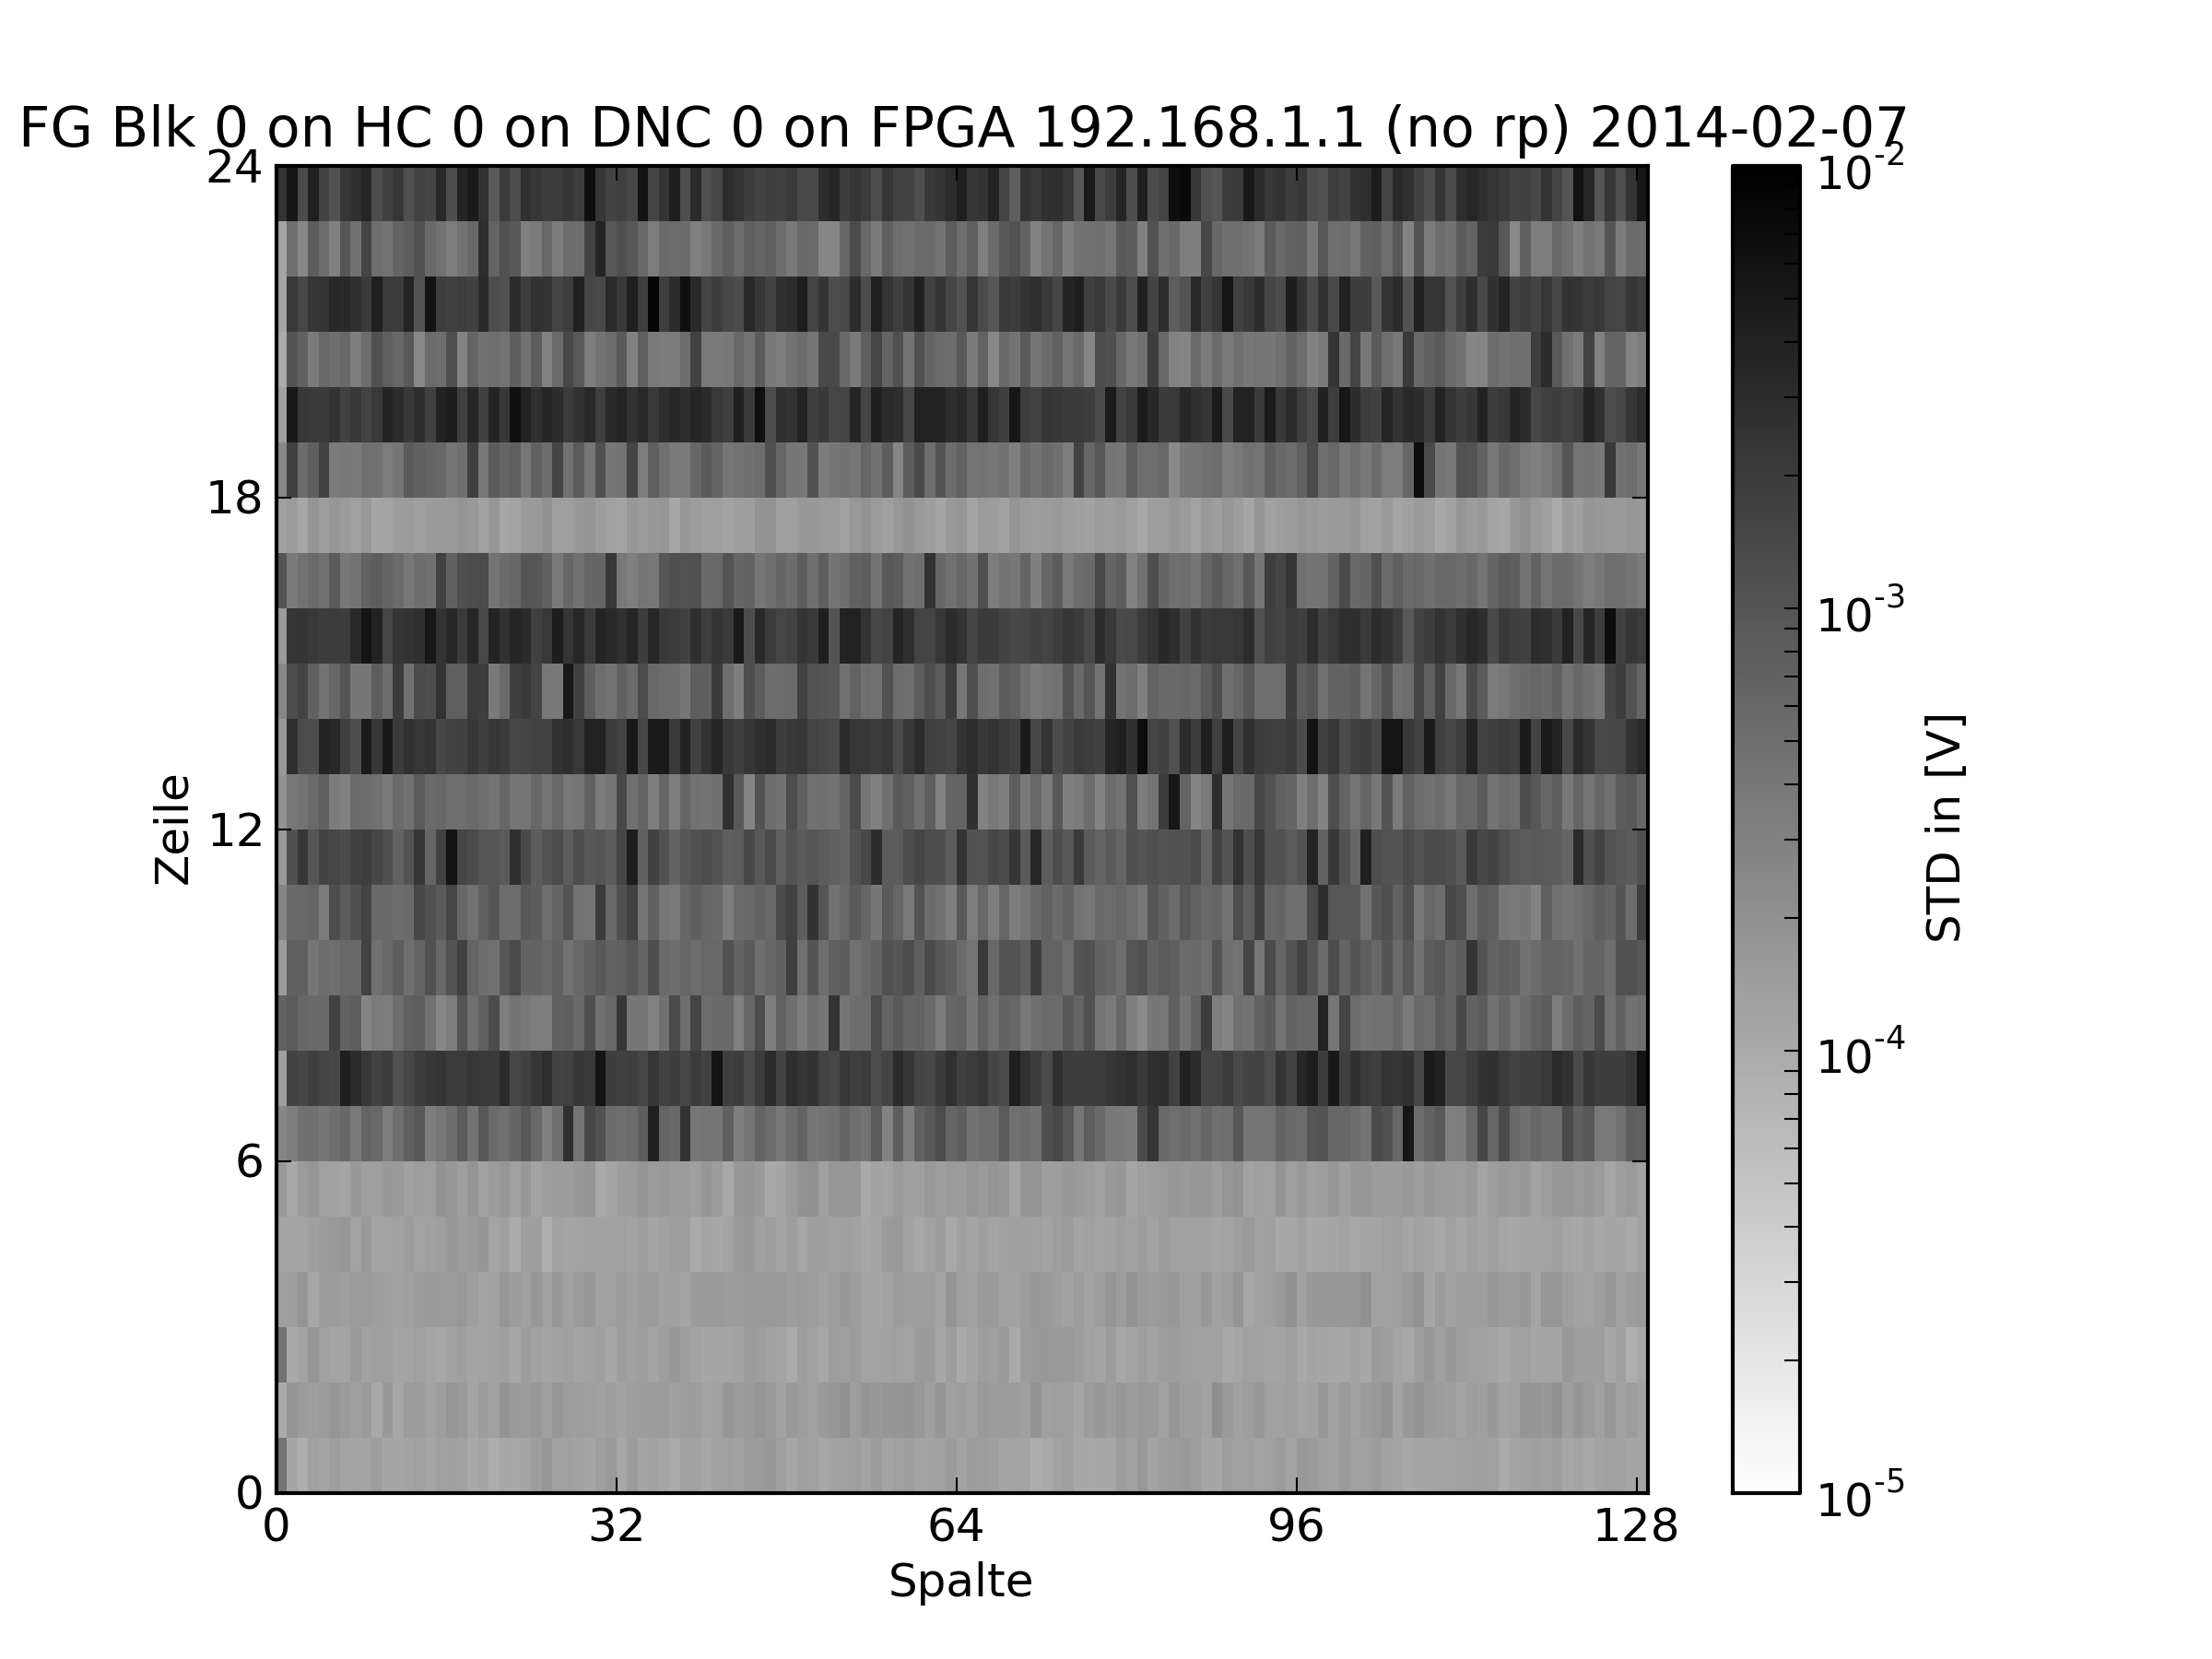 FG Blk 0 on HC 0 on DNC 0 on FPGA 192.168.1.1 (no rp) 2014-02-07
24
18
12
6
0
Zeile
0 32 64 96 128
Spalte
10^-2
10^-3
10^-4
10^-5
STD in [V]